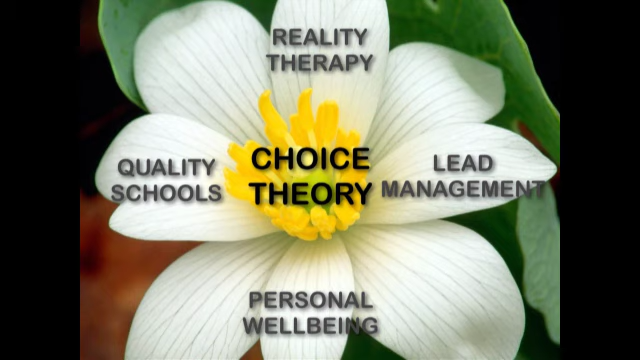 REALITY
THERAPY
QUALITY
SCHOOLS
CHOICE
THEORY
LEAD
MANAGEMENT
PERSONAL
WELLBEING